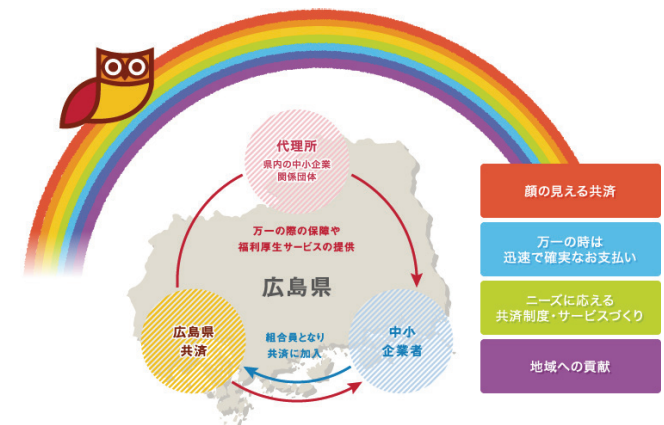 代理所
県内の中小企業
関係団体
万一の際の保障や
福利厚生サービスの提供
広島県
広島県
共済
組合員となり
共済に加入
中小
企業者
顔の見える共済
万一の時は
迅速で確実なお支払い
ニーズに応える
共済制度・サービスづくり
地域への貢献